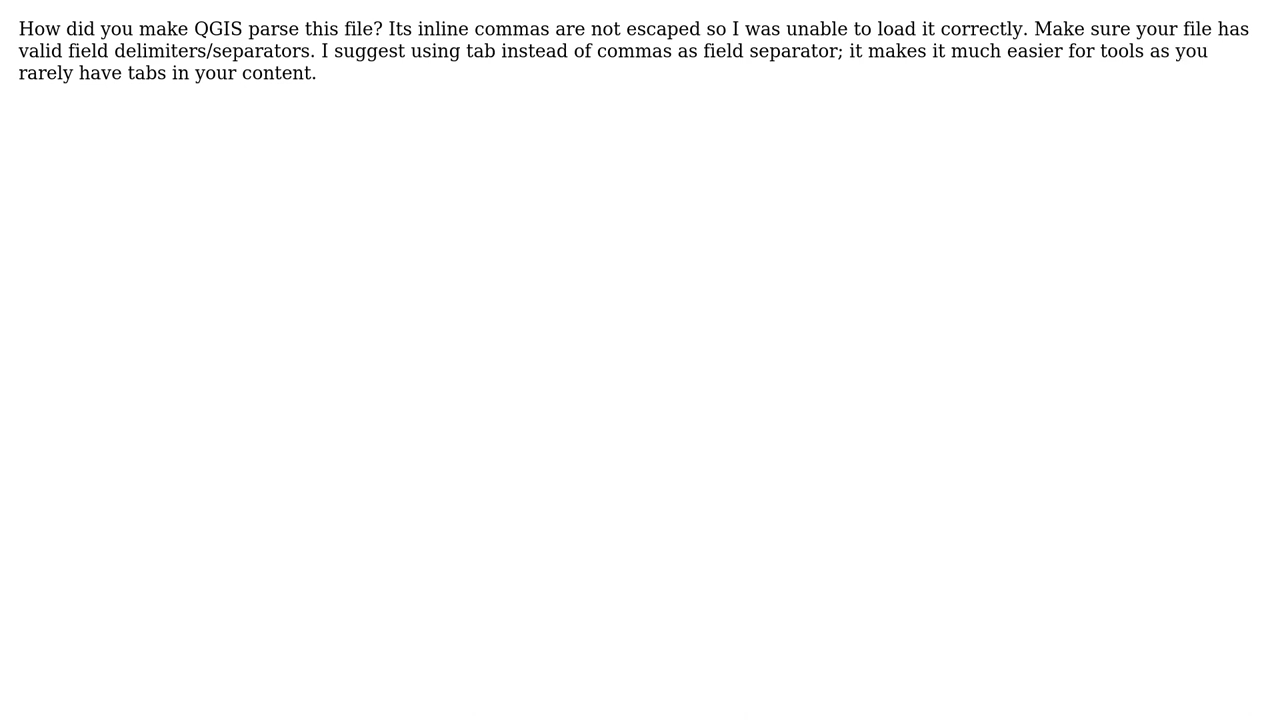 How did you make QGIS parse this file? Its inline commas are not escaped so I was unable to load it correctly. Make sure your file has
valid field delimiters/separators. I suggest using tab instead of commas as field separator; it makes it much easier for tools as you
rarely have tabs in your content.